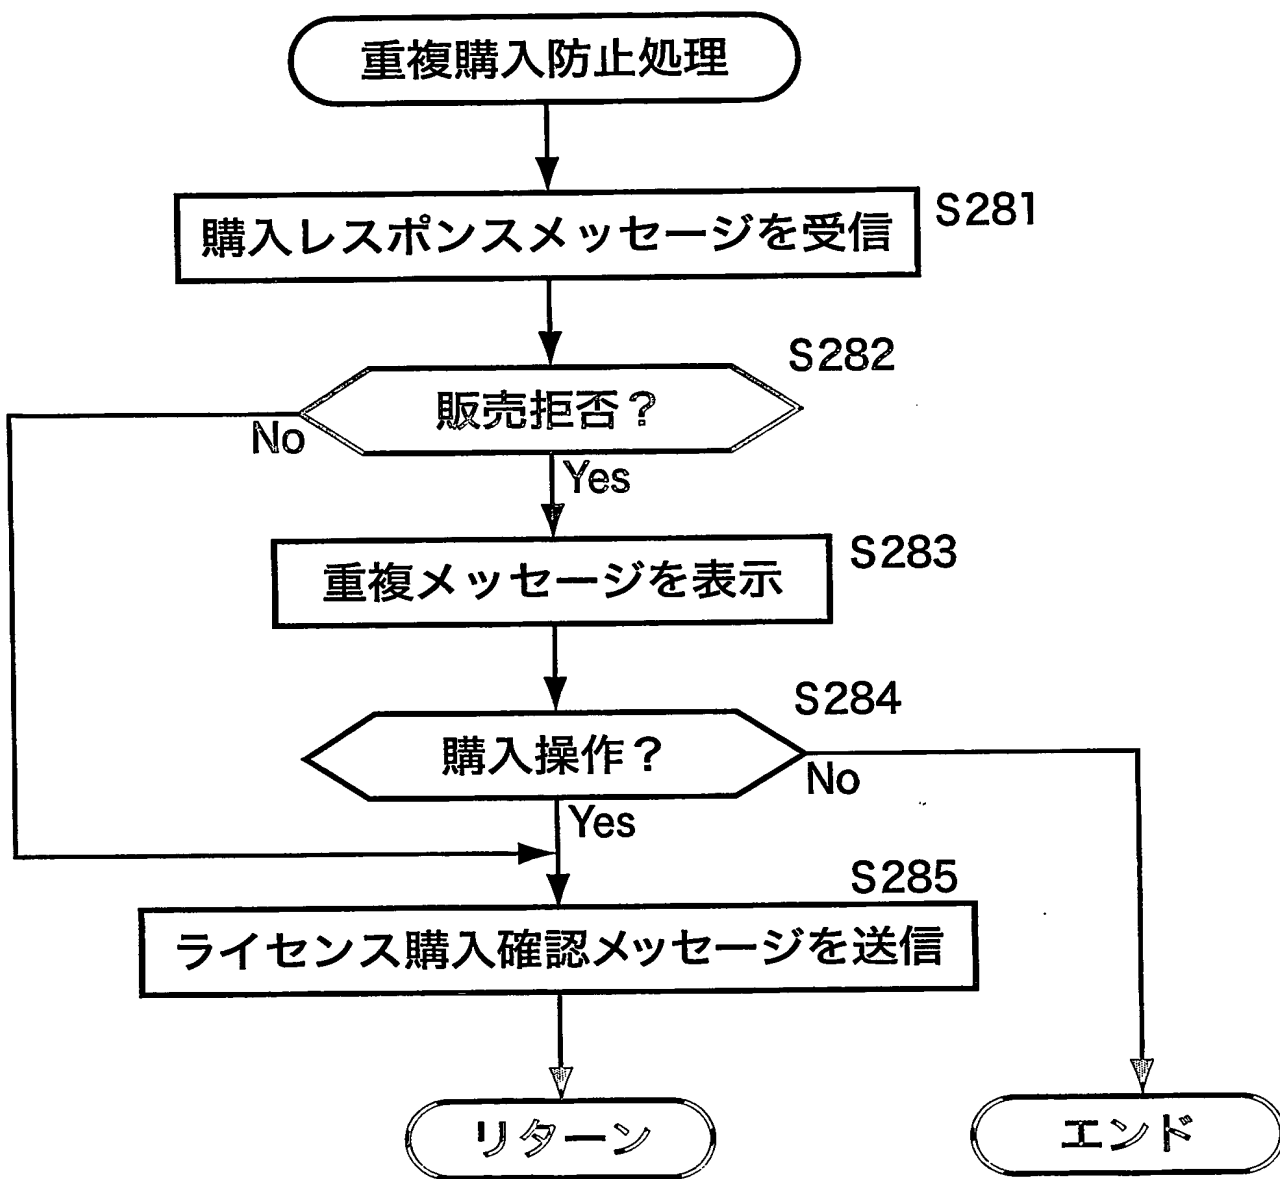 重複購入防止処理
購入レスポンスメッセージを受信
S281
S282
販売拒否？
No
Yes
重複メッセージを表示
S283
S284
購入操作？
No
Yes
S285
ライセンス購入確認メッセージを送信
リターン
エンド